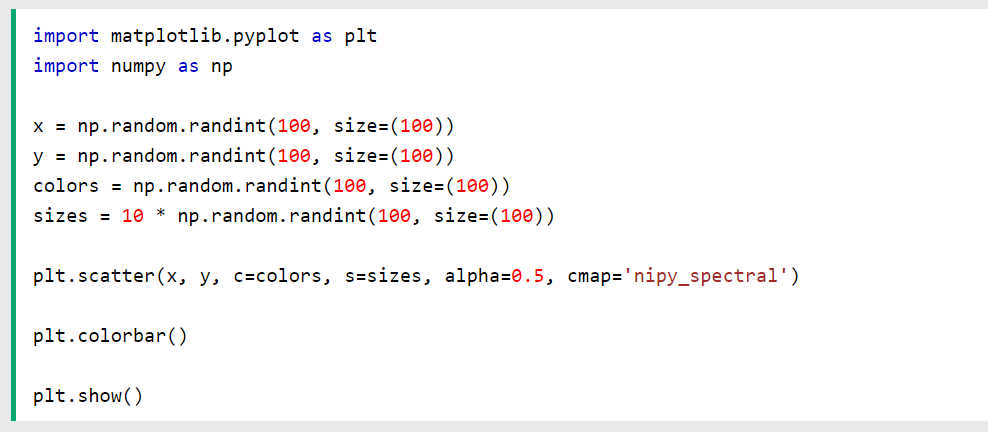 import matplotlib.pyplot as plt
import numpy as np
x = np.random.randint(100, size=(100))
y = np.random.randint(100, size=(100))
colors = np.random.randint(100, size=(100))
sizes = 10 * np.random.randint(100, size=(100))
plt.scatter(x, y, c=colors, s=sizes, alpha=0.5, cmap='nipy_spectral')
plt.colorbar()
plt.show()